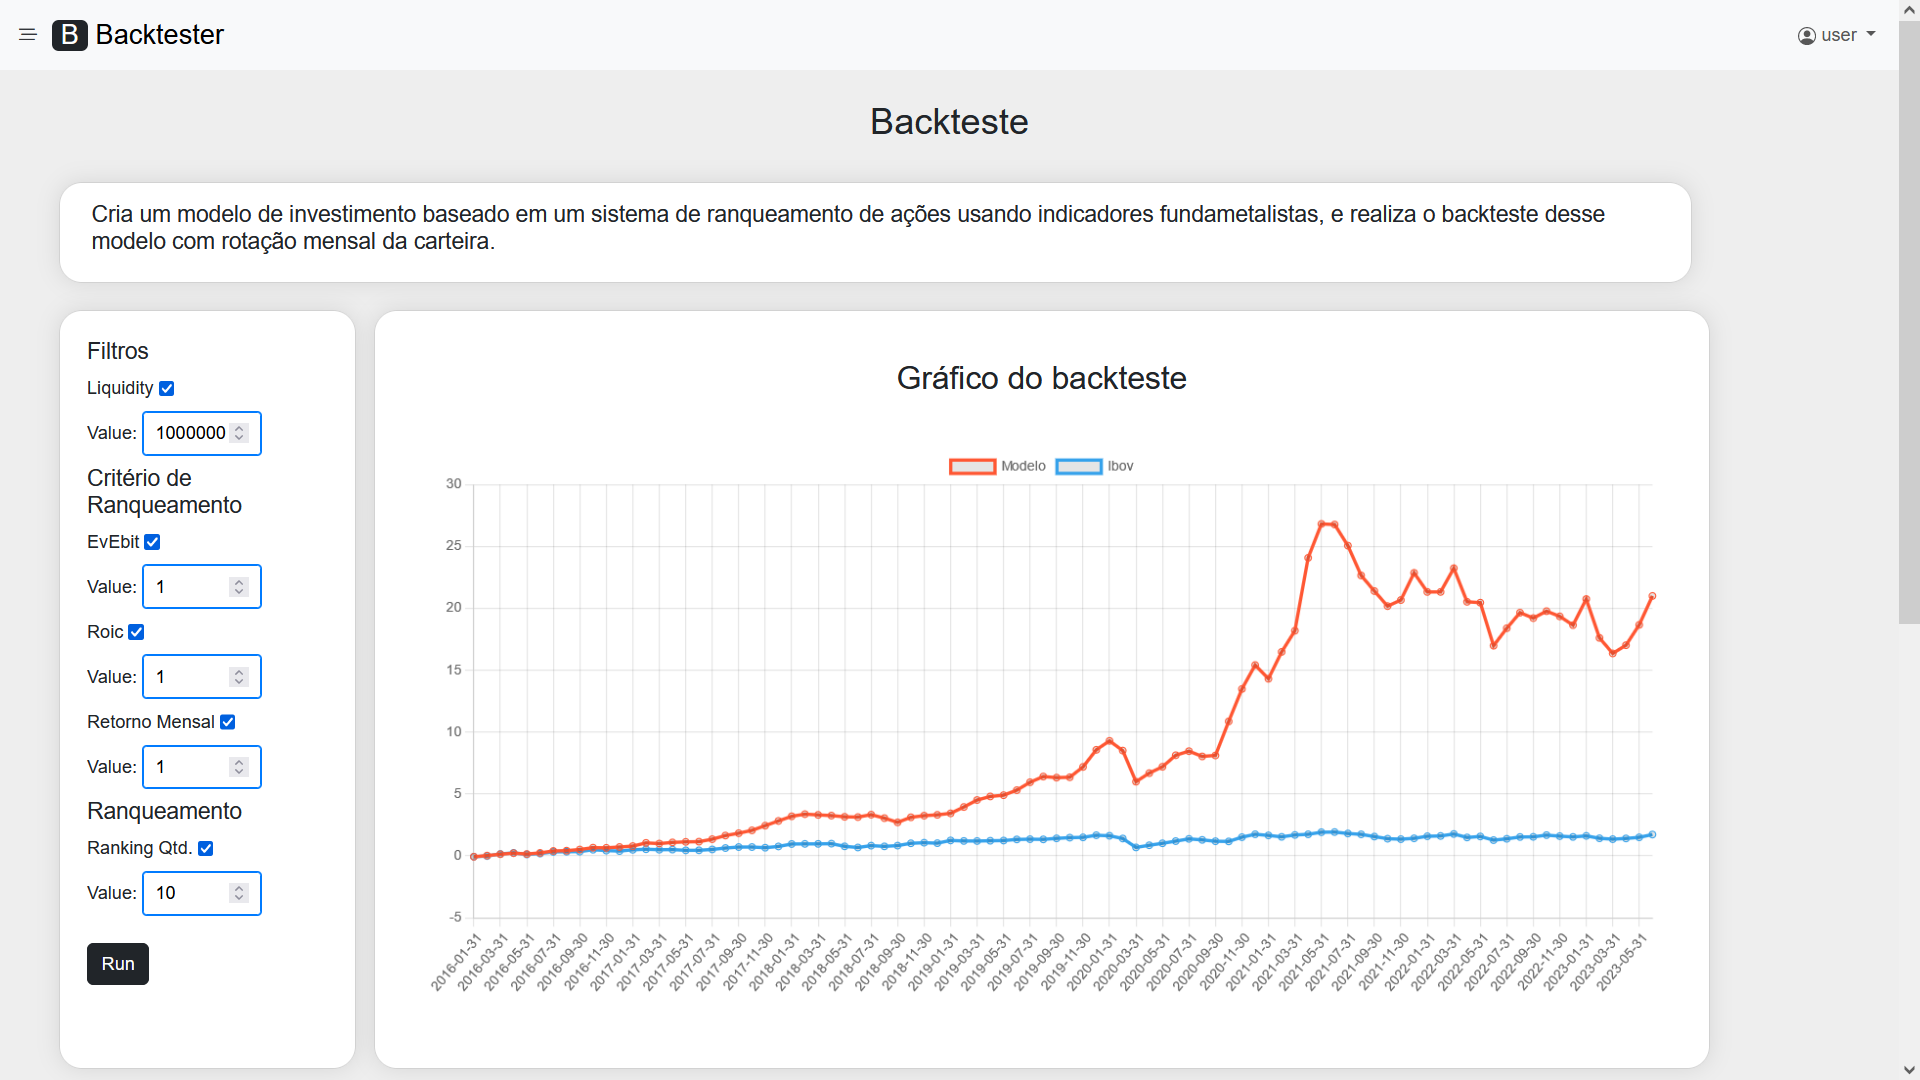 B Backtester
user
Backteste
Cria um modelo de investimento baseado em um sistema de ranqueamento de ações usando indicadores fundametalistas, e realiza o backteste desse
modelo com rotação mensal da carteira.
Filtros
Liquidity
Value: 1000000
Critério de
Ranqueamento
EvEbit
Value: 1
Roic
Value: 1
Retorno Mensal
Value: 1
Ranqueamento
Ranking Qtd.
Value: 10
Run
Gráfico do backteste
Modelo Ibov
30
25
20
15
10
5
0
-5
2016-01-31
2016-03-31
2016-05-31
2016-07-31
2016-09-30
2016-11-30
2017-01-31
2017-03-31
2017-05-31
2017-07-31
2017-09-30
2017-11-30
2018-01-31
2018-03-31
2018-05-31
2018-07-31
2018-09-30
2018-11-30
2019-01-31
2019-03-31
2019-05-31
2019-07-31
2019-09-30
2019-11-30
2020-01-31
2020-03-31
2020-05-31
2020-07-31
2020-09-30
2020-11-30
2021-01-31
2021-03-31
2021-05-31
2021-07-31
2021-09-30
2021-11-30
2022-01-31
2022-03-31
2022-05-31
2022-07-31
2022-09-30
2022-11-30
2023-01-31
2023-03-31
2023-05-31